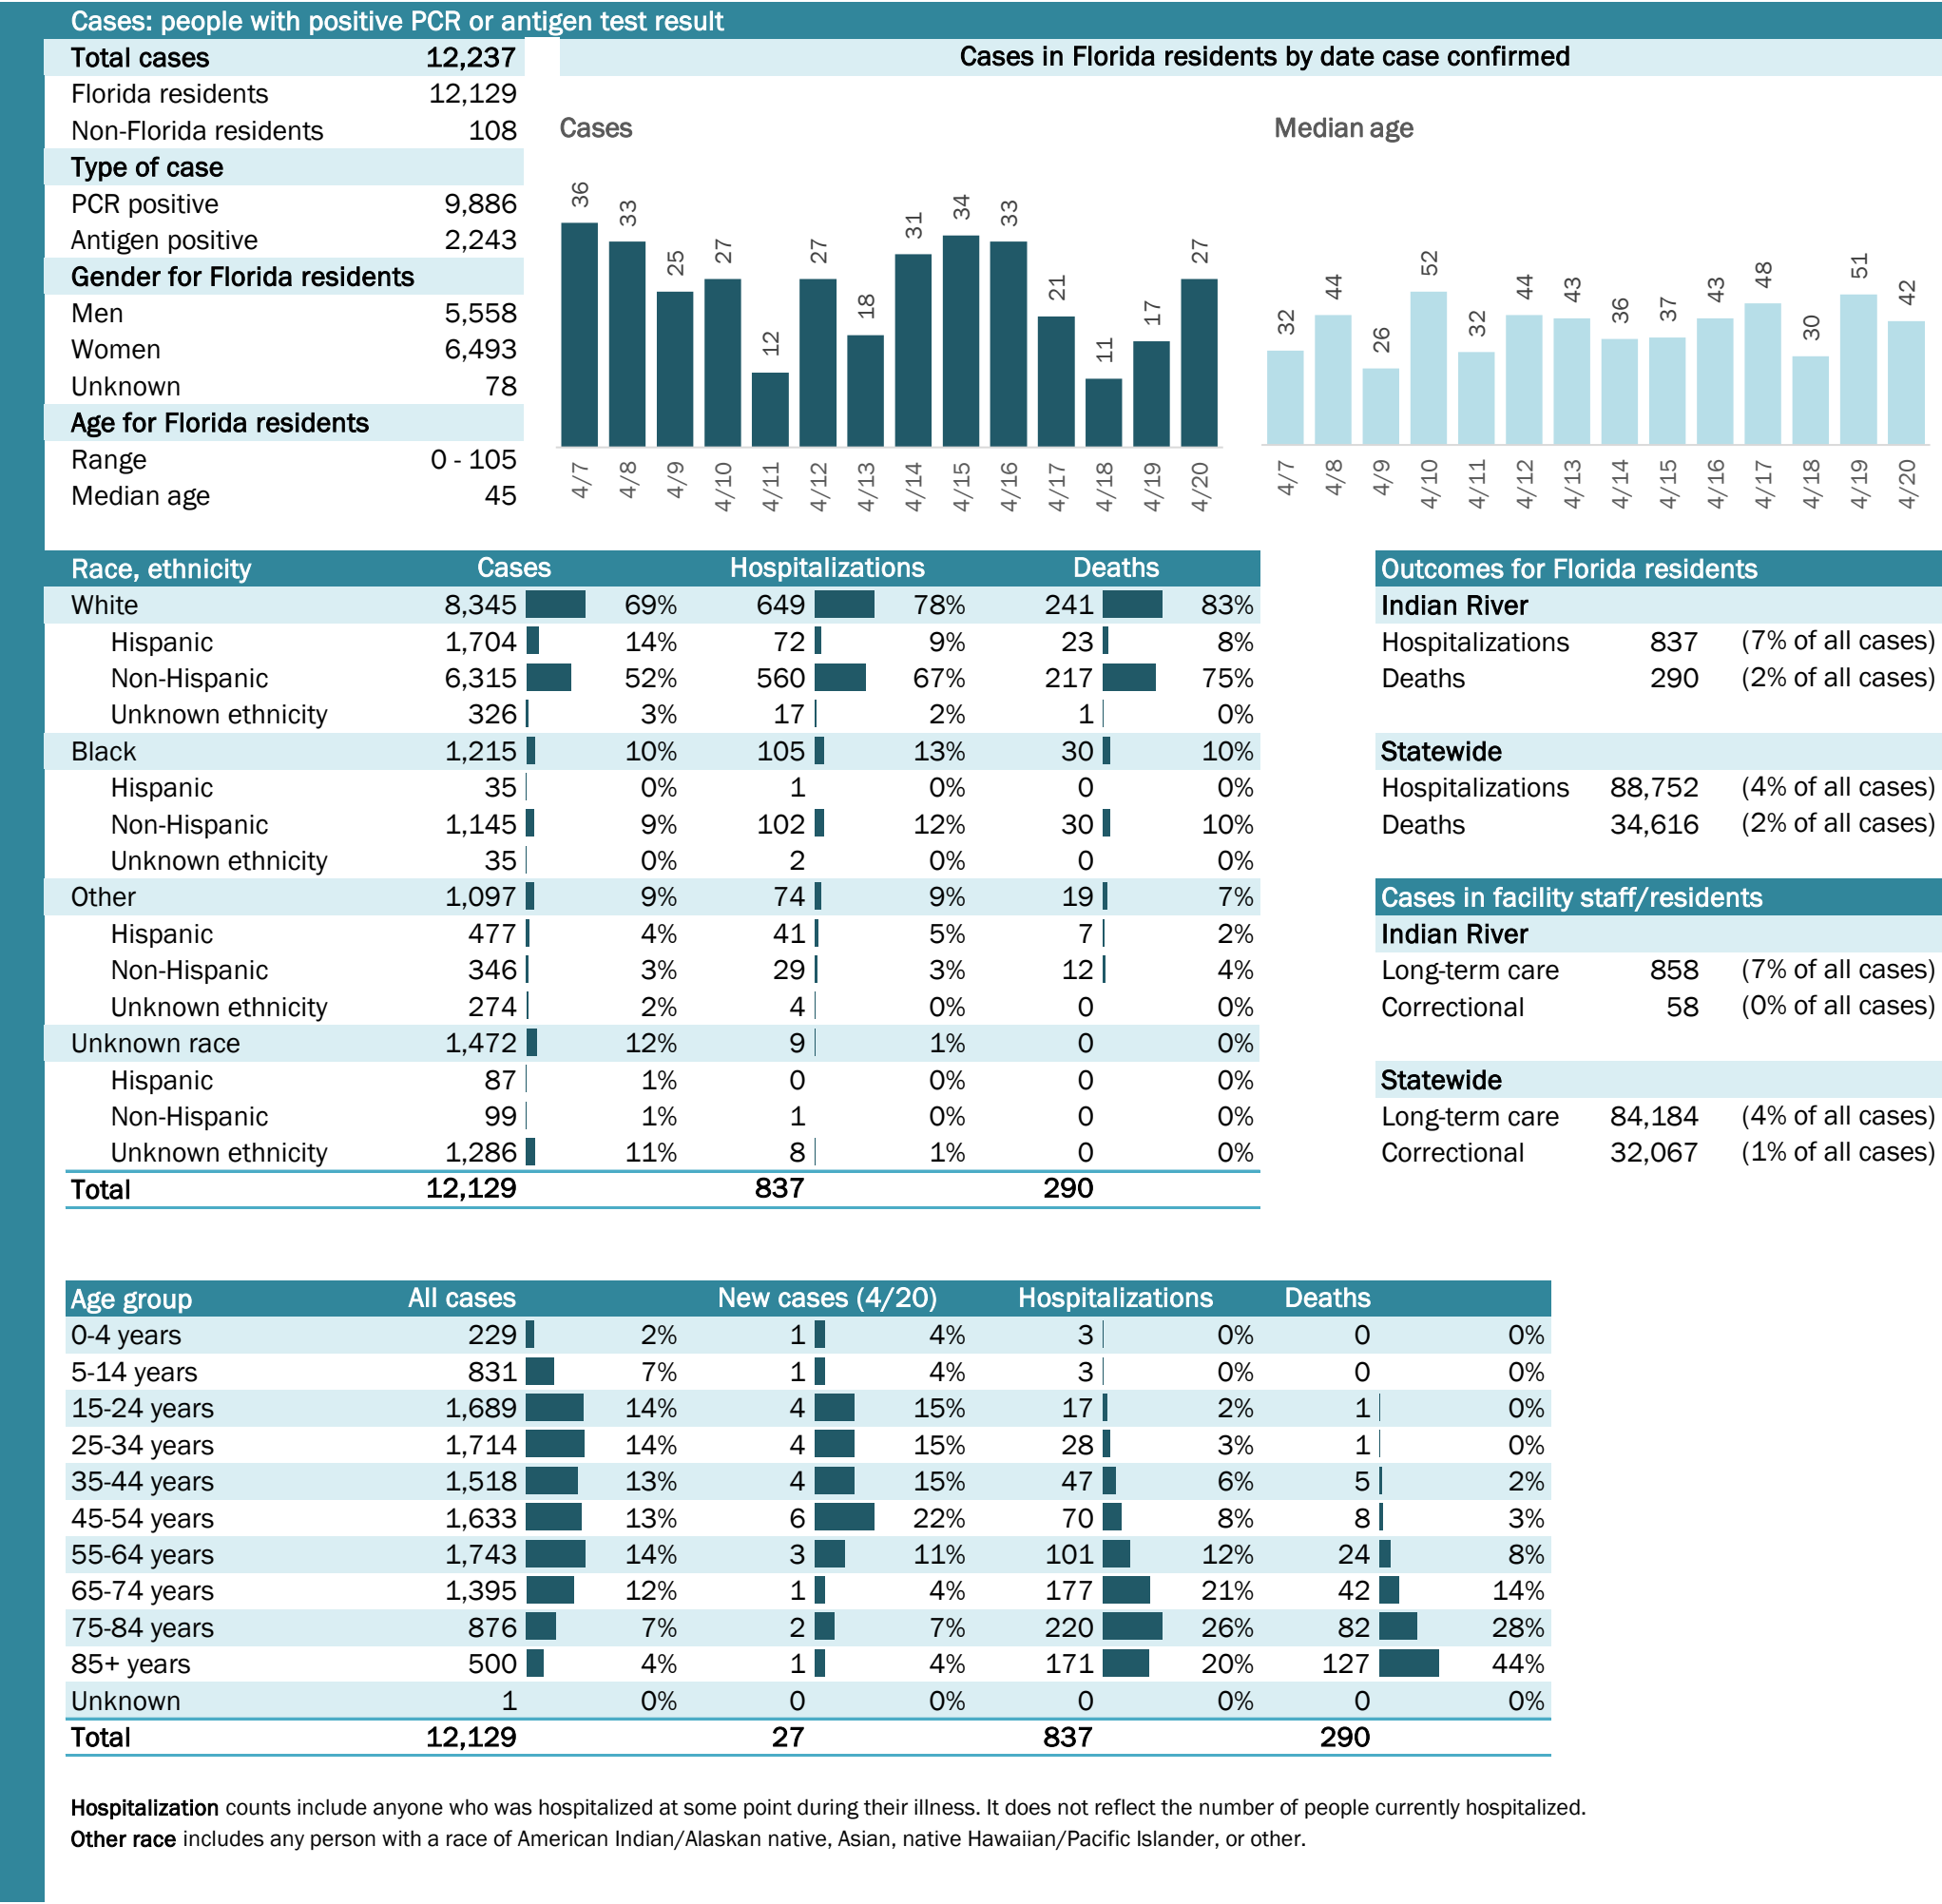 Cases: people with positive PCR or antigen test result
Total cases 12,237
Florida residents 12,129
Non-Florida residents 108
Type of case
PCR positive 9,886
Antigen positive 2,243
Gender for Florida residents
Men 5,558
Women 6,493
Unknown 78
Age for Florida residents
Range 0 - 105
Median age 45
Cases in Florida residents by date case confirmed
Cases
36 33 25 27 12 27 18 31 34 33 21 11 17 27
4/7 4/8 4/9 4/10 4/11 4/12 4/13 4/14 4/15 4/16 4/17 4/18 4/19 4/20
Median age
32 44 26 52 32 44 43 36 37 43 48 30 51 42
4/7 4/8 4/9 4/10 4/11 4/12 4/13 4/14 4/15 4/16 4/17 4/18 4/19 4/20
Race, ethnicity Cases Hospitalizations Deaths
White 8,345 69% 649 78% 241 83%
Hispanic 1,704 14% 72 9% 23 8%
Non-Hispanic 6,315 52% 560 67% 217 75%
Unknown ethnicity 326 3% 17 2% 1 0%
Black 1,215 10% 105 13% 30 10%
Hispanic 35 0% 1 0% 0 0%
Non-Hispanic 1,145 9% 102 12% 30 10%
Unknown ethnicity 35 0% 2 0% 0 0%
Other 1,097 9% 74 9% 19 7%
Hispanic 477 4% 41 5% 7 2%
Non-Hispanic 346 3% 29 3% 12 4%
Unknown ethnicity 274 2% 4 0% 0 0%
Unknown race 1,472 12% 9 1% 0 0%
Hispanic 87 1% 0 0% 0 0%
Non-Hispanic 99 1% 1 0% 0 0%
Unknown ethnicity 1,286 11% 8 1% 0 0%
Total 12,129 837 290
Outcomes for Florida residents
Indian River
Hospitalizations 837 (7% of all cases)
Deaths 290 (2% of all cases)
Statewide
Hospitalizations 88,752 (4% of all cases)
Deaths 34,616 (2% of all cases)
Cases in facility staff/residents
Indian River
Long-term care 858 (7% of all cases)
Correctional 58 (0% of all cases)
Statewide
Long-term care 84,184 (4% of all cases)
Correctional 32,067 (1% of all cases)
Age group All cases New cases (4/20) Hospitalizations Deaths
0-4 years 229 2% 1 4% 3 0% 0 0%
5-14 years 831 7% 1 4% 3 0% 0 0%
15-24 years 1,689 14% 4 15% 17 2% 1 0%
25-34 years 1,714 14% 4 15% 28 3% 1 0%
35-44 years 1,518 13% 4 15% 47 6% 5 2%
45-54 years 1,633 13% 6 22% 70 8% 8 3%
55-64 years 1,743 14% 3 11% 101 12% 24 8%
65-74 years 1,395 12% 1 4% 177 21% 42 14%
75-84 years 876 7% 2 7% 220 26% 82 28%
85+ years 500 4% 1 4% 171 20% 127 44%
Unknown 1 0% 0 0% 0 0% 0 0%
Total 12,129 27 837 290
Hospitalization counts include anyone who was hospitalized at some point during their illness. It does not reflect the number of people currently hospitalized.
Other race includes any person with a race of American Indian/Alaskan native, Asian, native Hawaiian/Pacific Islander, or other.